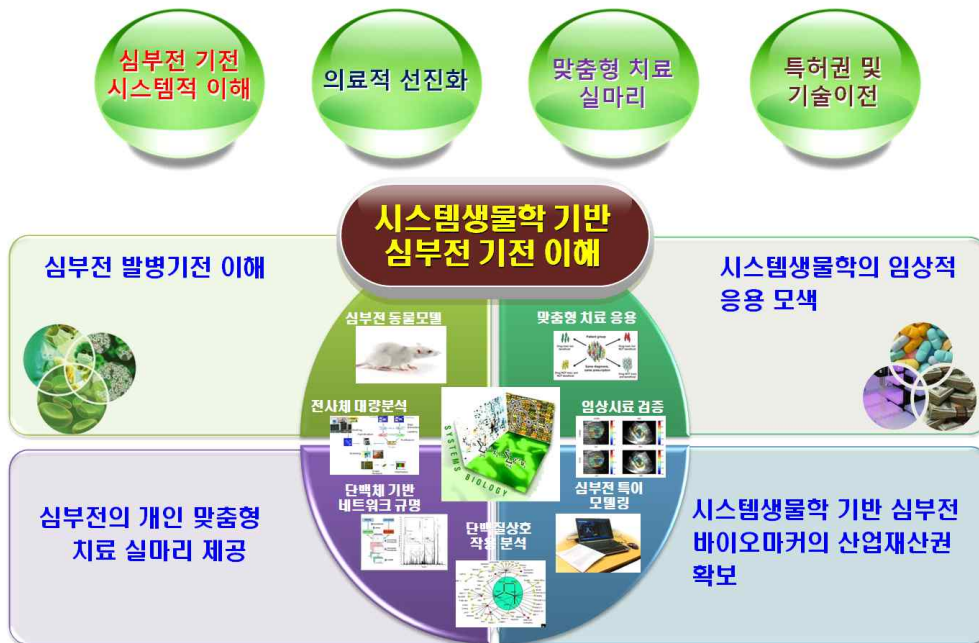 심부전 기전
시스템적 이해
의료적 선진화
맞춤형 치료
실마리
특허권 및
기술이전
시스템생물학 기반
심부전 기전 이해
심부전 발병기전 이해
시스템생물학의 임상적
응용 모색
심부전 동물모델
맞춤형 치료 응용
전사체 대량분석
임상시료 검증
SYSTEMS
BIOLOGY
단백체 기반
네트워크 규명
심부전 특이
모델링
단백질상호
작용 분석
심부전의 개인 맞춤형
치료 실마리 제공
시스템생물학 기반 심부전
바이오마커의 산업재산권
확보